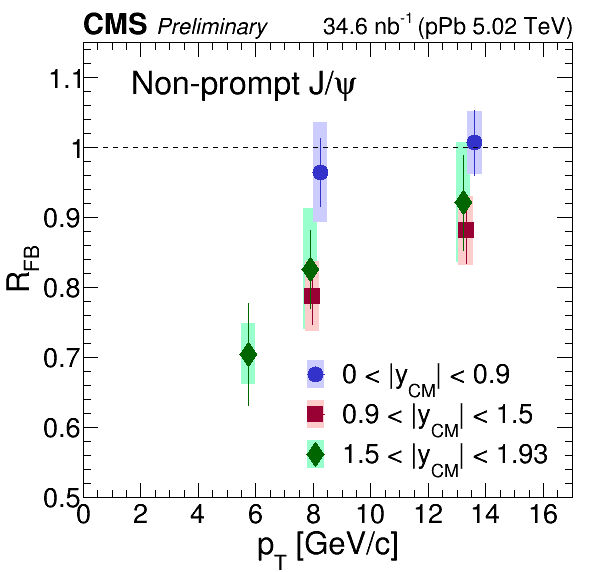 CMS Preliminary 34.6 nb⁻¹ (pPb 5.02 TeV)
Non-prompt J/ψ
1.1
1
0.9
0.8
0.7
0.6
0.5
R_FB
0 < |y_CM| < 0.9
0.9 < |y_CM| < 1.5
1.5 < |y_CM| < 1.93
0 2 4 6 8 10 12 14 16
p_T [GeV/c]